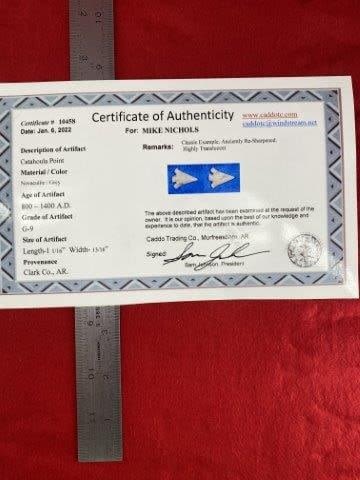 Certificate # 10458
Date: Jan. 6, 2022
Certificate of Authenticity
For: MIKE NICHOLS
www.caddotc.com
caddotc@windstream.net
Description of Artifact
Catahoula Point
Material / Color
Novaculite / Grey
Age of Artifact
800 – 1400 A.D.
Grade of Artifact
G-9
Size of Artifact
Length-1 1/16" Width- 13/16"
Provenance
Clark Co., AR.
Remarks: Classic Example, Anciently Re-Sharpened.
Highly Translucent
The above described artifact has been examined at the request of the
owner. It is our opinion, based upon the best of our knowledge and
experience to date, that the artifact is authentic.
Caddo Trading Co., Murfreesboro, AR
Signed
Sam Johnson, President